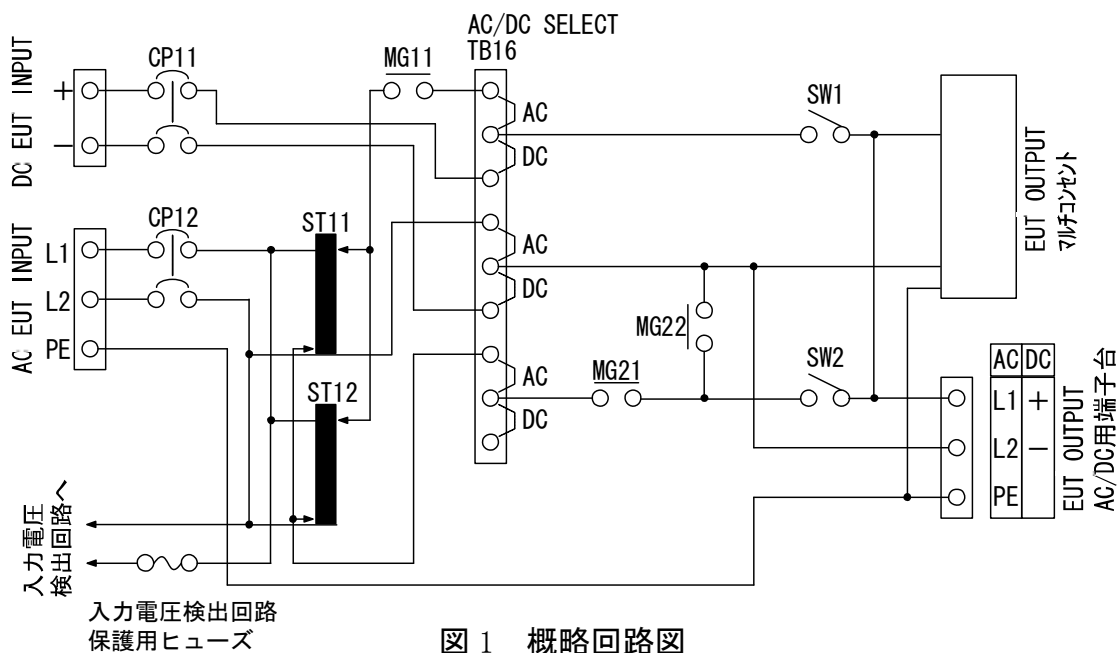 AC/DC SELECT
TB16
DC EUT INPUT
+
−
CP11
MG11
AC
DC
SW1
EUT OUTPUT
マルチコンセント
AC EUT INPUT
L1
L2
PE
CP12
ST11
AC
DC
MG22
ST12
MG21
AC
DC
SW2
AC DC
L1 +
L2 −
PE
EUT OUTPUT
AC/DC用端子台
入力電圧
検出回路へ
入力電圧検出回路
保護用ヒューズ
図1 概略回路図